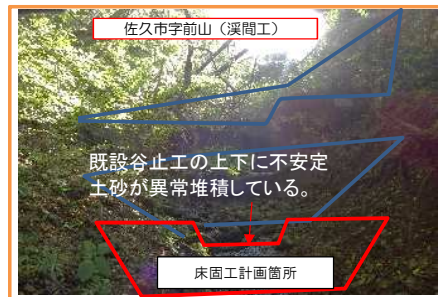 佐久市字前山（渓間工）
既設谷止工の上下に不安定
土砂が異常堆積している。
床固工計画箇所